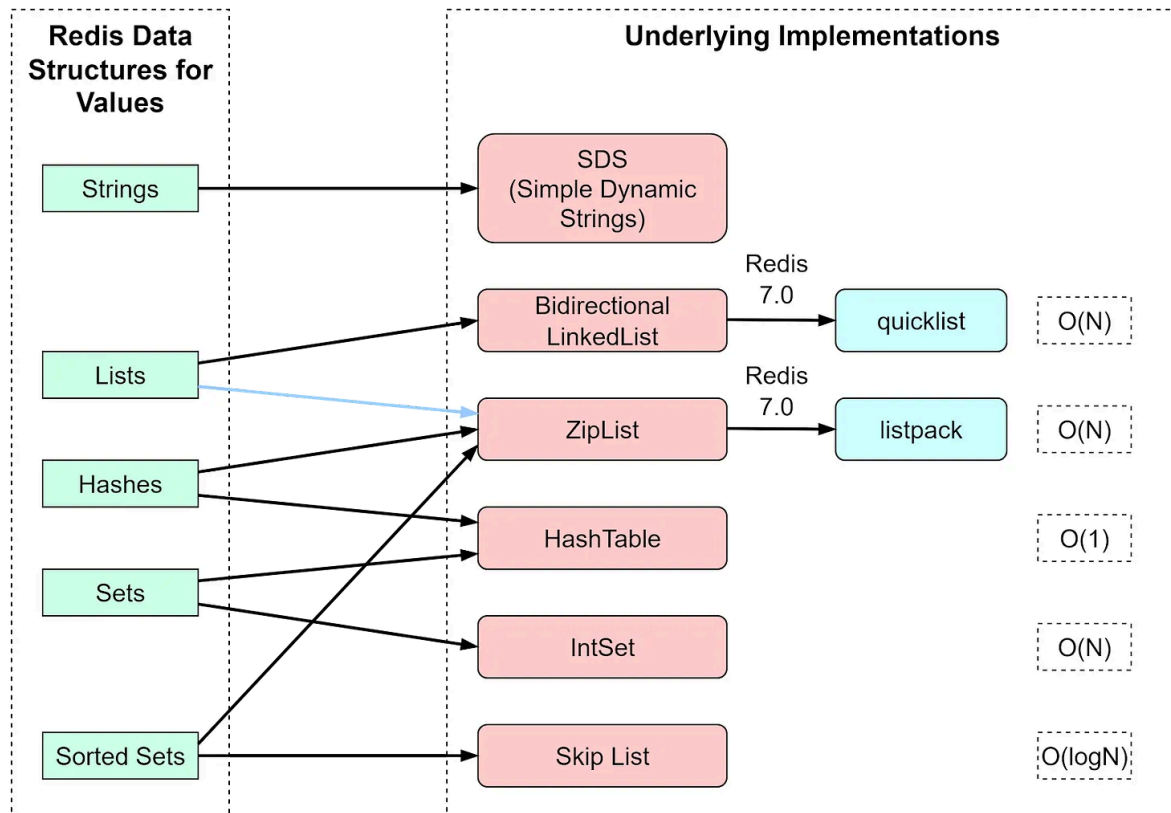 Redis Data
Structures for
Values
Underlying Implementations
Strings
SDS
(Simple Dynamic
Strings)
Lists
Bidirectional
LinkedList
Redis
7.0
quicklist
O(N)
ZipList
Redis
7.0
listpack
O(N)
Hashes
HashTable
O(1)
Sets
IntSet
O(N)
Sorted Sets
Skip List
O(logN)